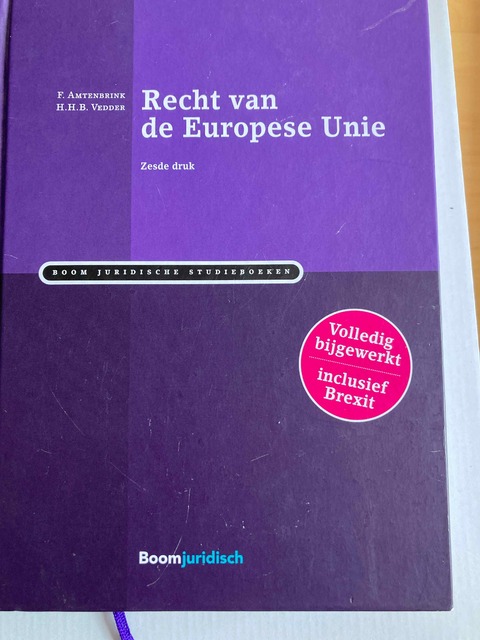 F. Amtenbrink
H.H.B. Vedder
Recht van
de Europese Unie
Zesde druk
BOOM JURIDISCHE STUDIEBOEKEN
Volledig
bijgewerkt
inclusief
Brexit
Boomjuridisch